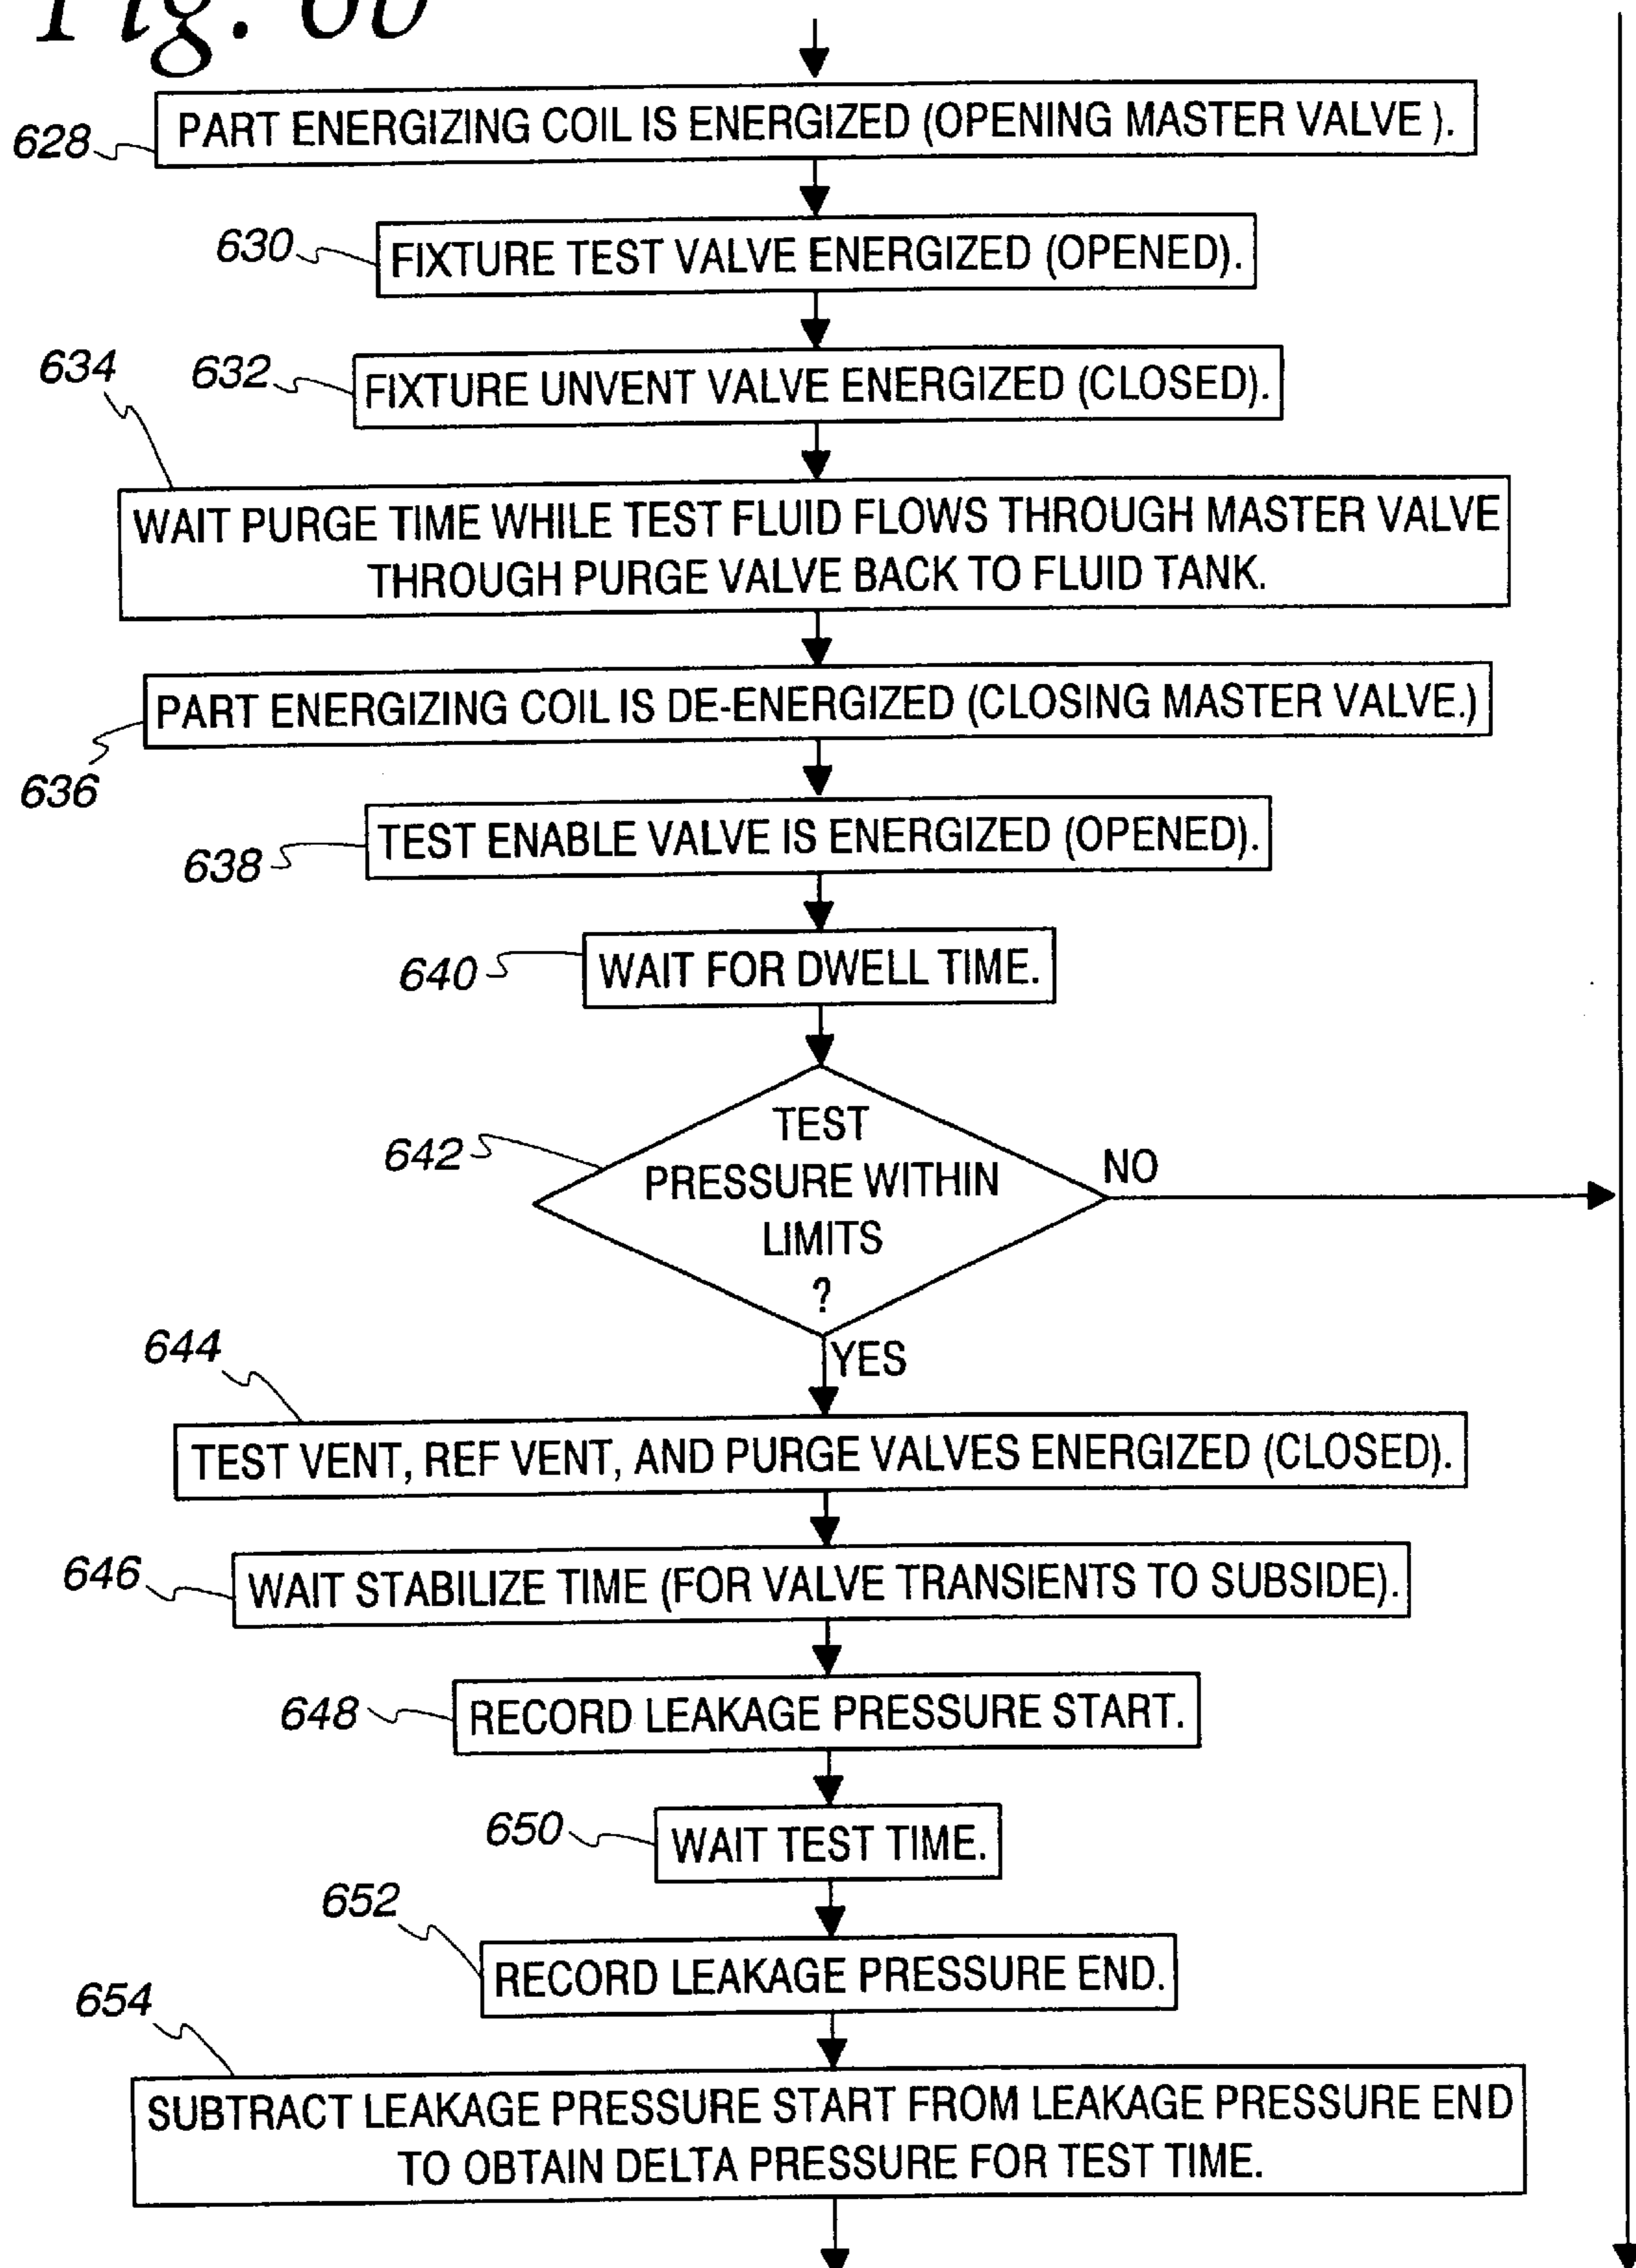 Fig. 6b
628 PART ENERGIZING COIL IS ENERGIZED (OPENING MASTER VALVE ).
630 FIXTURE TEST VALVE ENERGIZED (OPENED).
632 FIXTURE UNVENT VALVE ENERGIZED (CLOSED).
634
WAIT PURGE TIME WHILE TEST FLUID FLOWS THROUGH MASTER VALVE
THROUGH PURGE VALVE BACK TO FLUID TANK.
PART ENERGIZING COIL IS DE-ENERGIZED (CLOSING MASTER VALVE.)
636
638 TEST ENABLE VALVE IS ENERGIZED (OPENED).
640 WAIT FOR DWELL TIME.
642
TEST
PRESSURE WITHIN
LIMITS
?
NO
YES
644
TEST VENT, REF VENT, AND PURGE VALVES ENERGIZED (CLOSED).
646 WAIT STABILIZE TIME (FOR VALVE TRANSIENTS TO SUBSIDE).
648 RECORD LEAKAGE PRESSURE START.
650 WAIT TEST TIME.
652
RECORD LEAKAGE PRESSURE END.
654
SUBTRACT LEAKAGE PRESSURE START FROM LEAKAGE PRESSURE END
TO OBTAIN DELTA PRESSURE FOR TEST TIME.